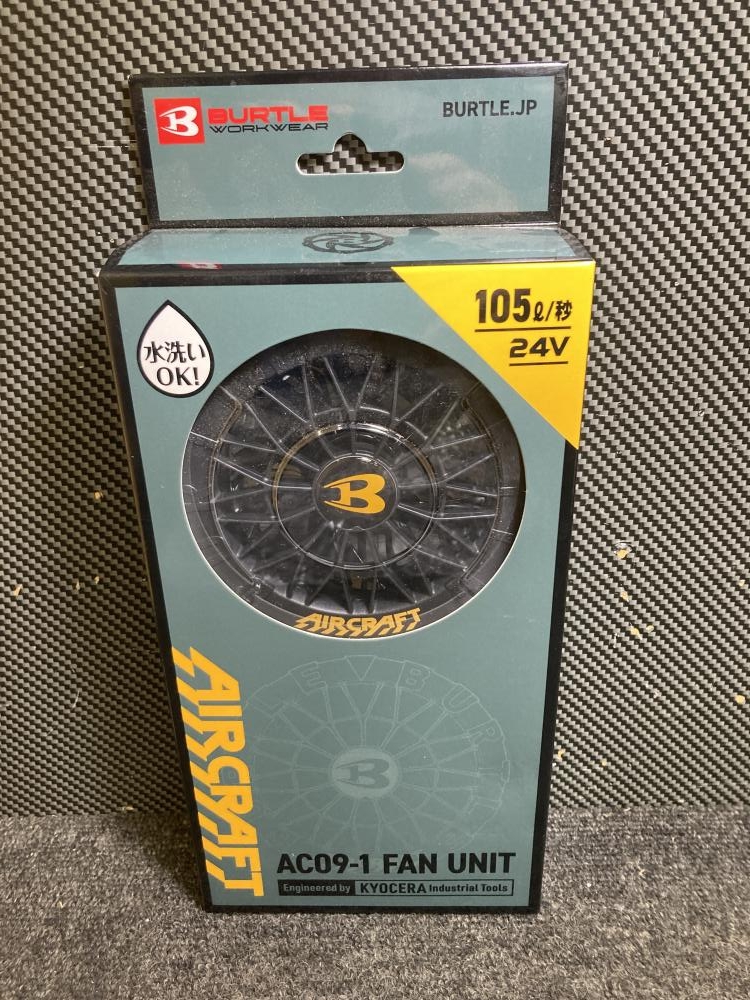 BURTLE
WORKWEAR
BURTLE.JP
105ℓ/秒
24V
水洗い
OK!
B
AIRCRAFT
AIRCRAFT
B
AC09-1 FAN UNIT
Engineered by KYOCERA Industrial Tools